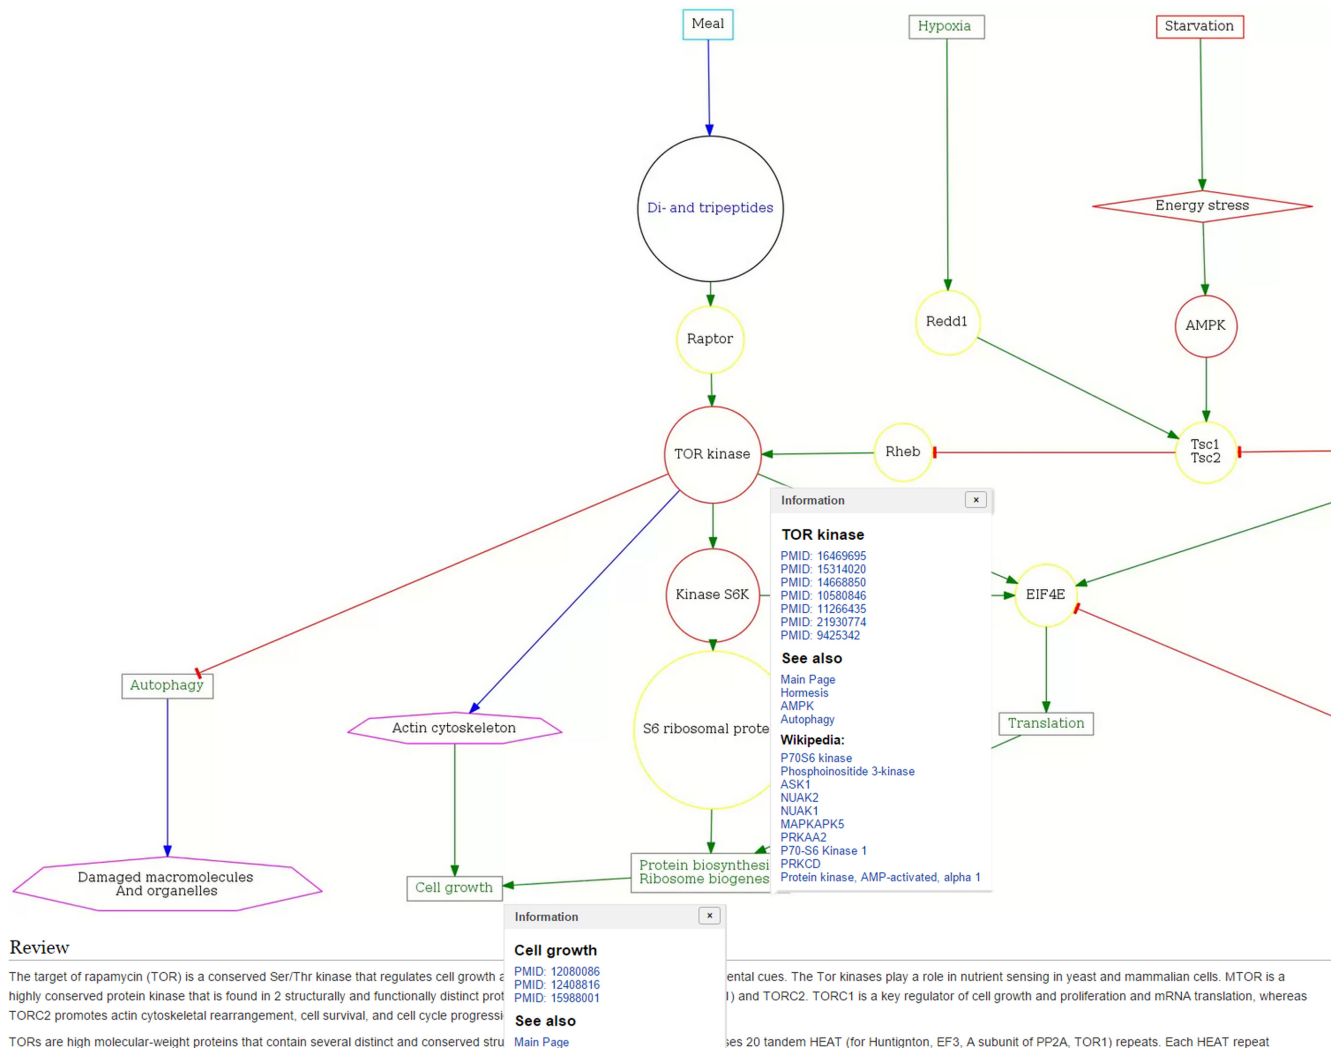 Meal
Hypoxia
Starvation
Di- and tripeptides
Energy stress
Redd1
AMPK
Raptor
TOR kinase
Rheb
Tsc1
Tsc2
Information
×
TOR kinase
PMID: 16469695
PMID: 15314020
PMID: 14668850
PMID: 10580846
PMID: 11266435
PMID: 21930774
PMID: 9425342
See also
Main Page
Hormesis
AMPK
Autophagy
Wikipedia:
P70S6 kinase
Phosphoinositide 3-kinase
ASK1
NUAK2
NUAK1
MAPKAPK5
PRKAA2
P70-S6 Kinase 1
PRKCD
Protein kinase, AMP-activated, alpha 1
Kinase S6K
EIF4E
Autophagy
Actin cytoskeleton
S6 ribosomal prote
Translation
Damaged macromolecules
And organelles
Cell growth
Protein biosynthesi
Ribosome biogenes
Information
×
Cell growth
PMID: 12080086
PMID: 12408816
PMID: 15988001
See also
Main Page
Review
The target of rapamycin (TOR) is a conserved Ser/Thr kinase that regulates cell growth a ental cues. The Tor kinases play a role in nutrient sensing in yeast and mammalian cells. MTOR is a
highly conserved protein kinase that is found in 2 structurally and functionally distinct prot ) and TORC2. TORC1 is a key regulator of cell growth and proliferation and mRNA translation, whereas
TORC2 promotes actin cytoskeletal rearrangement, cell survival, and cell cycle progressi
TORs are high molecular-weight proteins that contain several distinct and conserved stru ses 20 tandem HEAT (for Huntignton, EF3, A subunit of PP2A, TOR1) repeats. Each HEAT repeat